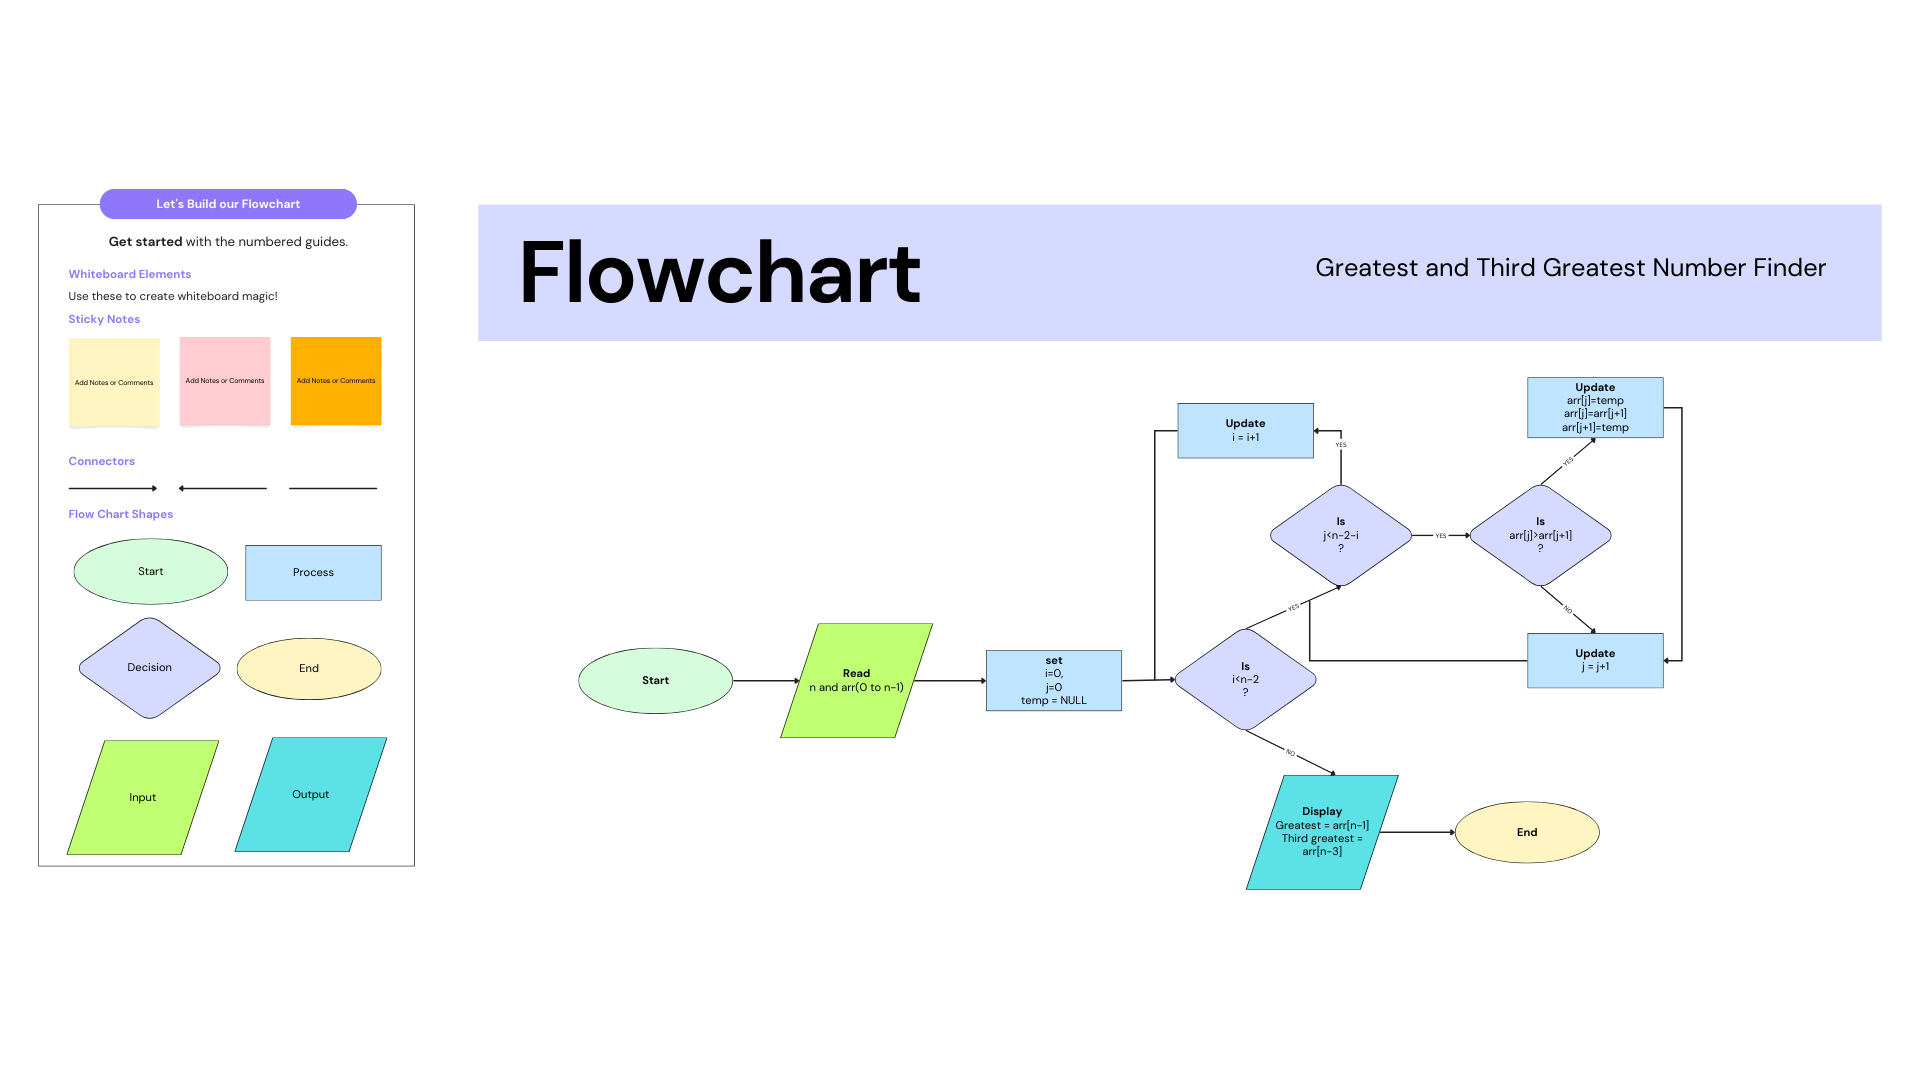 Let's Build our Flowchart
Get started with the numbered guides.
Whiteboard Elements
Use these to create whiteboard magic!
Sticky Notes
Add Notes or Comments
Add Notes or Comments
Add Notes or Comments
Connectors
Flow Chart Shapes
Start
Process
Decision
End
Input
Output
Flowchart
Greatest and Third Greatest Number Finder
Start
Read
n and arr(0 to n-1)
set
i=0,
j=0
temp = NULL
Is
i<n-2
?
YES
NO
Is
j<n-2-i
?
YES
YES
Update
i = i+1
Is
arr[j]>arr[j+1]
?
YES
NO
Update
arr[j]=temp
arr[j]=arr[j+1]
arr[j+1]=temp
Update
j = j+1
Display
Greatest = arr[n-1]
Third greatest =
arr[n-3]
End